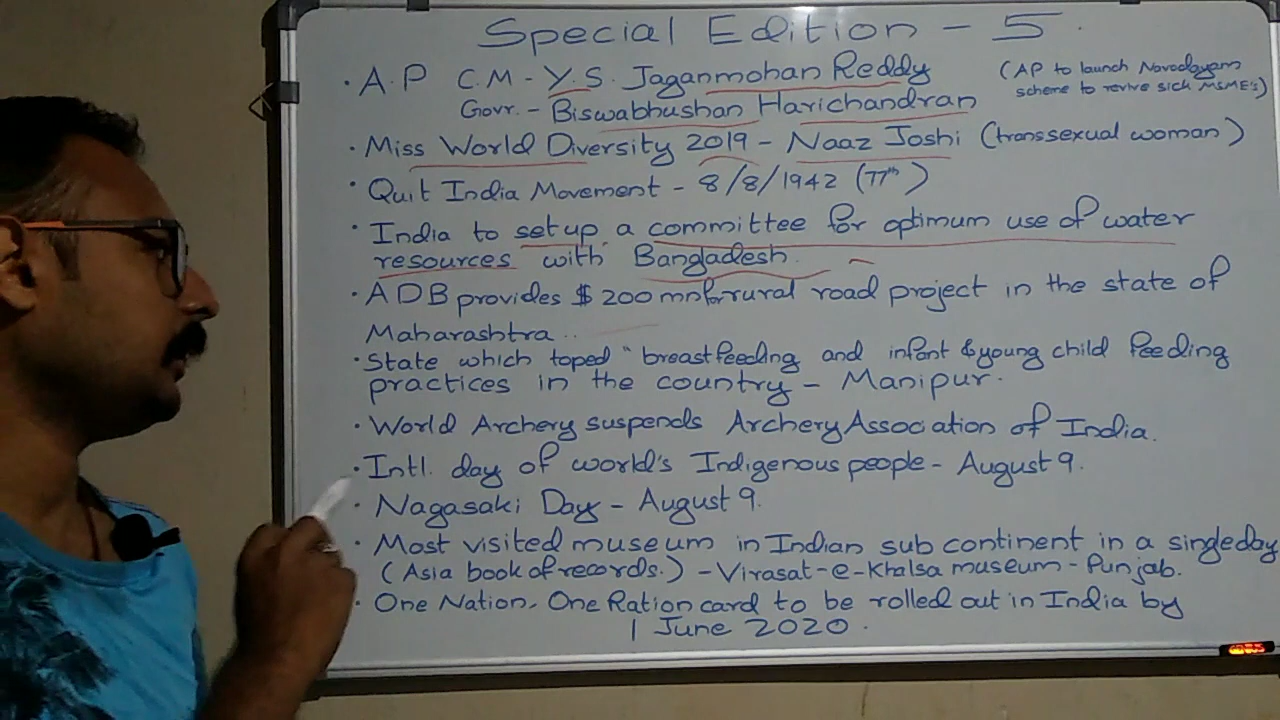 Special Edition - 5.
· A.P C.M - Y.S. Jaganmohan Reddy (AP to launch Navodayam
Govr. - Biswabhushan Harichandran scheme to revive sick MSME's)
· Miss World Diversity 2019 - Naaz Joshi (transsexual woman)
· Quit India Movement - 8/8/1942 (77th)
· India to setup a committee for optimum use of water
resources with Bangladesh.
· ADB provides $ 200 mn for rural road project in the state of
Maharashtra..
· State which toped " breastfeeding and infant & young child feeding
practices in the country - Manipur.
· World Archery suspends Archery Association of India.
· Intl. day of world's Indigenous people - August 9.
· Nagasaki Day - August 9.
· Most visited museum in Indian sub continent in a single day
(Asia book of records.) - Virasat-e-Khalsa museum - Punjab.
· One Nation, One Ration card to be rolled out in India by
1 June 2020.